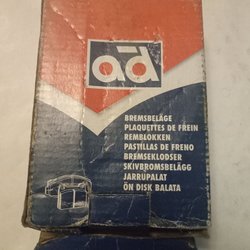 ad
BREMSBELÄGE
PLAQUETTES DE FREIN
REMBLOKKEN
PASTILLAS DE FRENO
BREMSEKLODSER
SKIVBROMSBELÄGG
JARRUPALAT
ÖN DISK BALATA